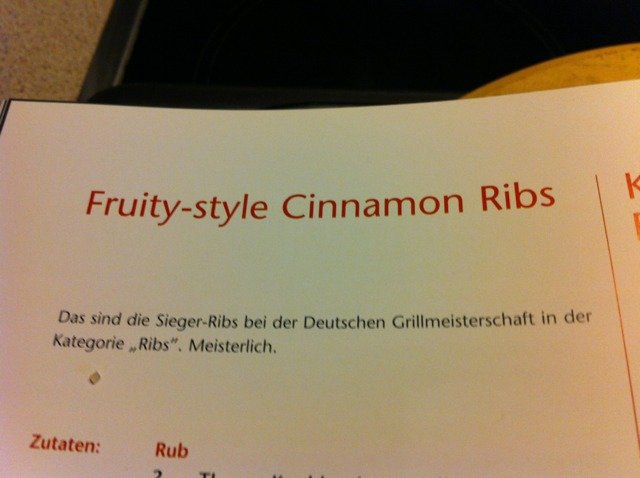 Fruity-style Cinnamon Ribs
Das sind die Sieger-Ribs bei der Deutschen Grillmeisterschaft in der
Kategorie „Ribs". Meisterlich.
Zutaten: Rub
2
K